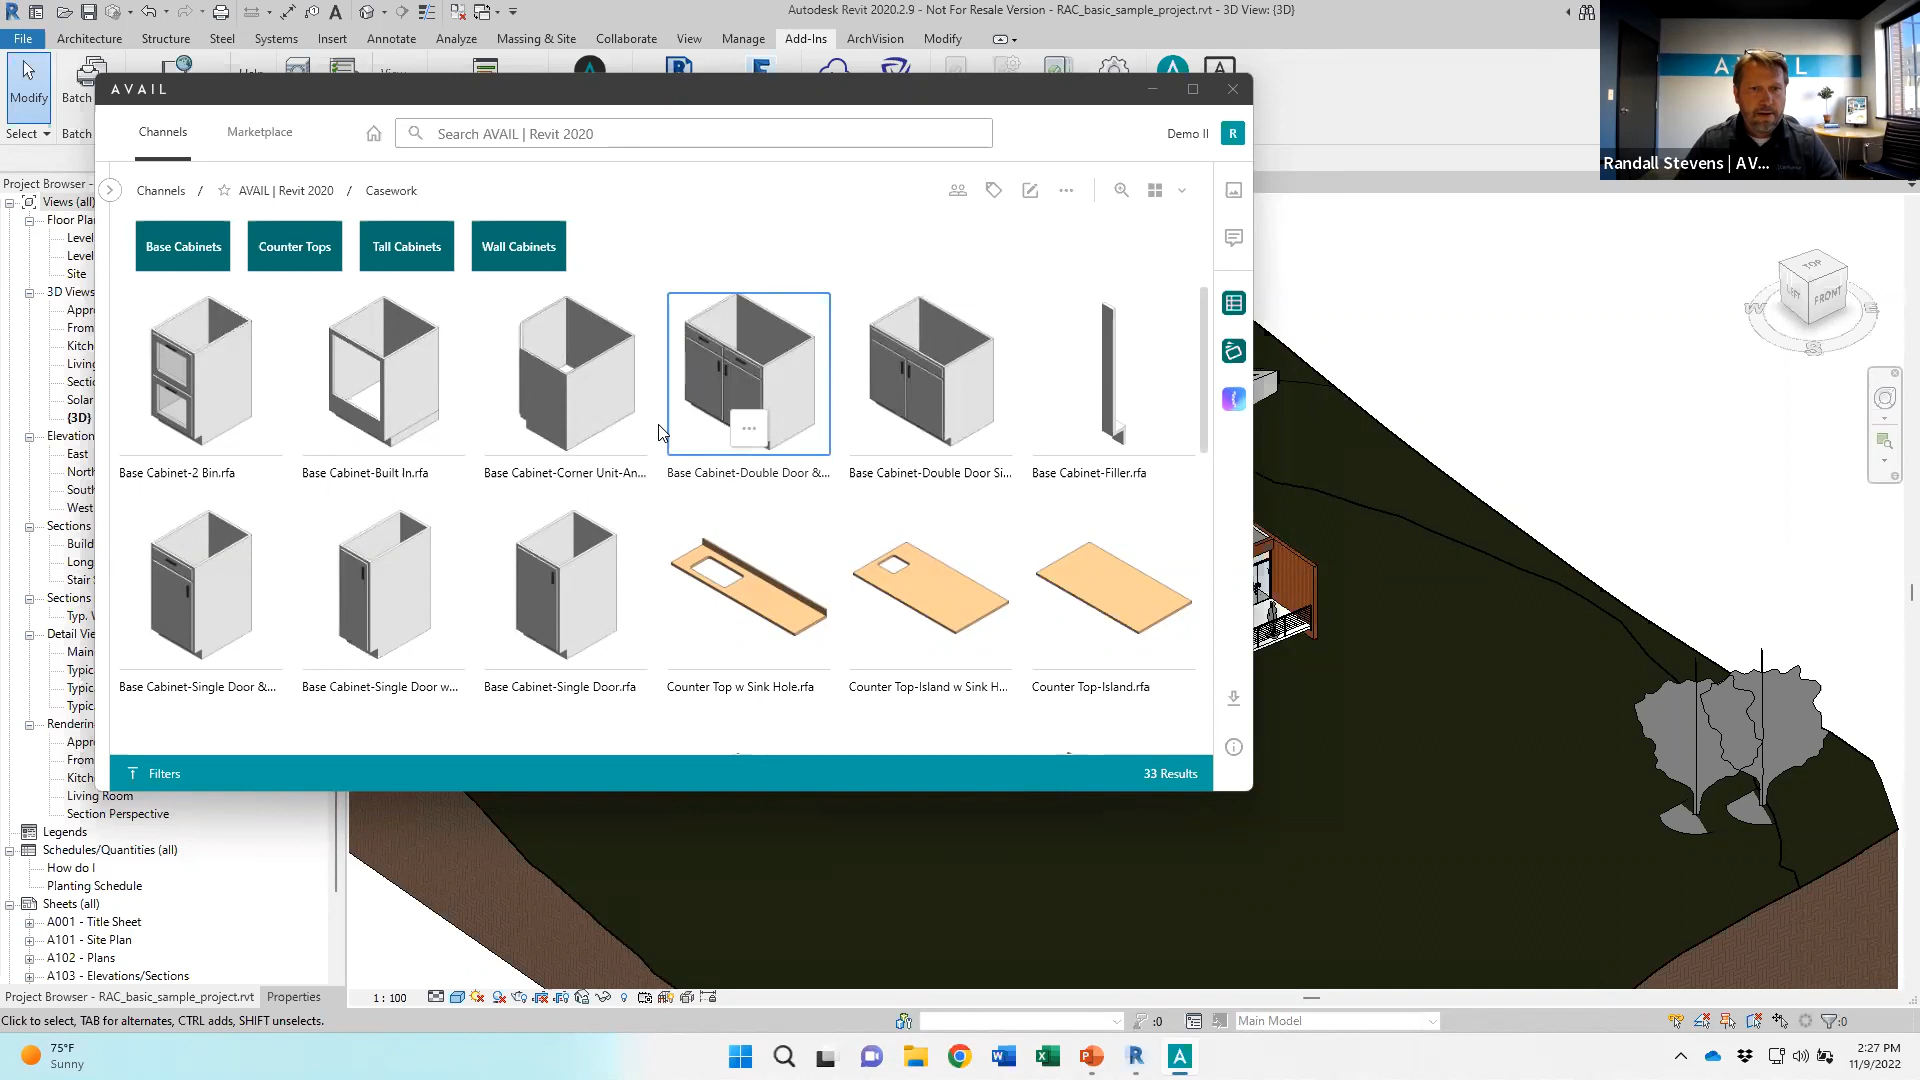 Autodesk Revit 2020.2.9 - Not For Resale Version - RAC_basic_sample_project.rvt - 3D View: {3D}
File Architecture Structure Steel Systems Insert Annotate Analyze Massing & Site Collaborate View Manage Add-Ins ArchVision Modify
Modify
Batch
Select
Batch
AVAIL
Channels
Marketplace
Search AVAIL | Revit 2020
Demo II
R
Randall Stevens | AV...
Channels / AVAIL | Revit 2020 / Casework
Base Cabinets
Counter Tops
Tall Cabinets
Wall Cabinets
Base Cabinet-2 Bin.rfa
Base Cabinet-Built In.rfa
Base Cabinet-Corner Unit-An...
Base Cabinet-Double Door &...
Base Cabinet-Double Door Si...
Base Cabinet-Filler.rfa
Base Cabinet-Single Door &...
Base Cabinet-Single Door w...
Base Cabinet-Single Door.rfa
Counter Top w Sink Hole.rfa
Counter Top-Island w Sink H...
Counter Top-Island.rfa
Filters
33 Results
TOP
LEFT
FRONT
W
S
E
Project Browser
Views (all)
Floor Plan
Level
Level
Site
3D Views
Appr
From
Kitch
Living
Secti
Solar
{3D}
Elevation
East
North
South
West
Sections
Build
Long
Stair S
Sections
Typ. W
Detail Vie
Main
Typic
Typic
Typic
Rendering
Appr
From
Kitch
Living Room
Section Perspective
Legends
Schedules/Quantities (all)
How do I
Planting Schedule
Sheets (all)
A001 - Title Sheet
A101 - Site Plan
A102 - Plans
A103 - Elevations/Sections
Project Browser - RAC_basic_sample_project.rvt
Properties
1 : 100
Click to select, TAB for alternates, CTRL adds, SHIFT unselects.
:0
Main Model
:0
75°F
Sunny
2:27 PM
11/9/2022